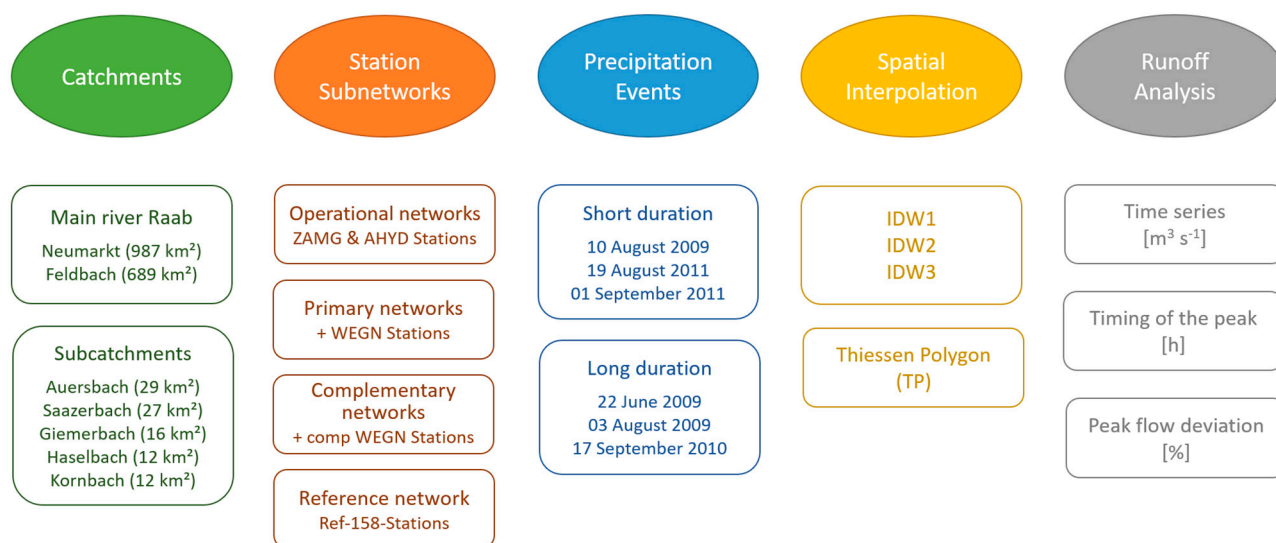 Catchments
Main river Raab
Neumarkt (987 km²)
Feldbach (689 km²)
Subcatchments
Auersbach (29 km²)
Saazerbach (27 km²)
Giemerbach (16 km²)
Haselbach (12 km²)
Kornbach (12 km²)
Station
Subnetworks
Operational networks
ZAMG & AHYD Stations
Primary networks
+ WEGN Stations
Complementary
networks
+ comp WEGN Stations
Reference network
Ref-158-Stations
Precipitation
Events
Short duration
10 August 2009
19 August 2011
01 September 2011
Long duration
22 June 2009
03 August 2009
17 September 2010
Spatial
Interpolation
IDW1
IDW2
IDW3
Thiessen Polygon
(TP)
Runoff
Analysis
Time series
[m³ s⁻¹]
Timing of the peak
[h]
Peak flow deviation
[%]